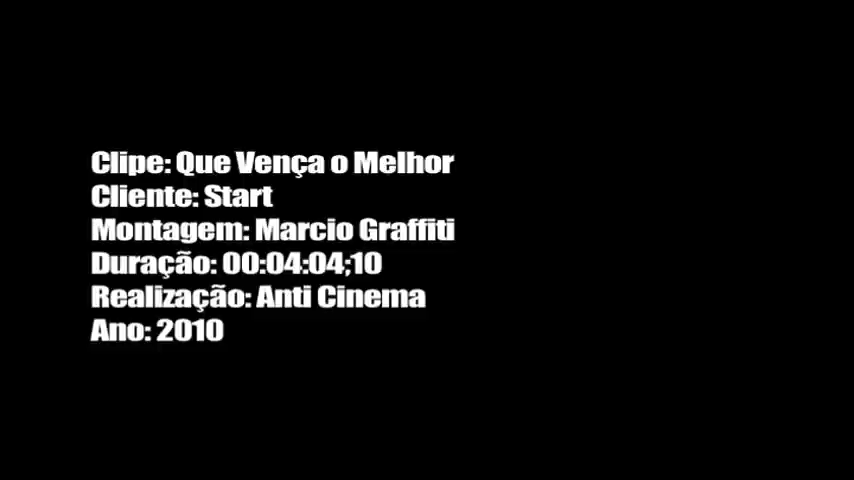 Clipe: Que Vença o Melhor
Cliente: Start
Montagem: Marcio Graffiti
Duração: 00:04:04;10
Realização: Anti Cinema
Ano: 2010